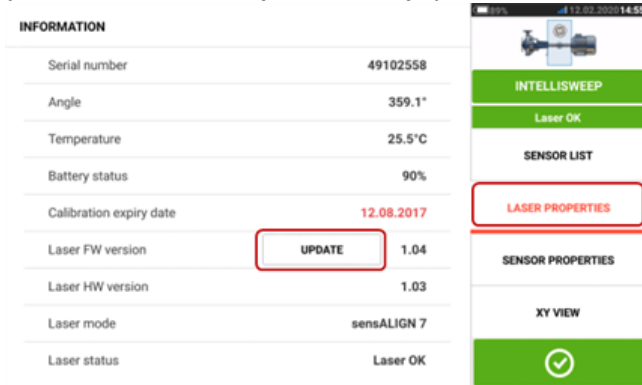 INFORMATION
Serial number 49102558
Angle 359.1°
Temperature 25.5°C
Battery status 90%
Calibration expiry date 12.08.2017
Laser FW version UPDATE 1.04
Laser HW version 1.03
Laser mode sensALIGN 7
Laser status Laser OK
89% 12.02.2020 14:55
INTELLISWEEP
Laser OK
SENSOR LIST
LASER PROPERTIES
SENSOR PROPERTIES
XY VIEW